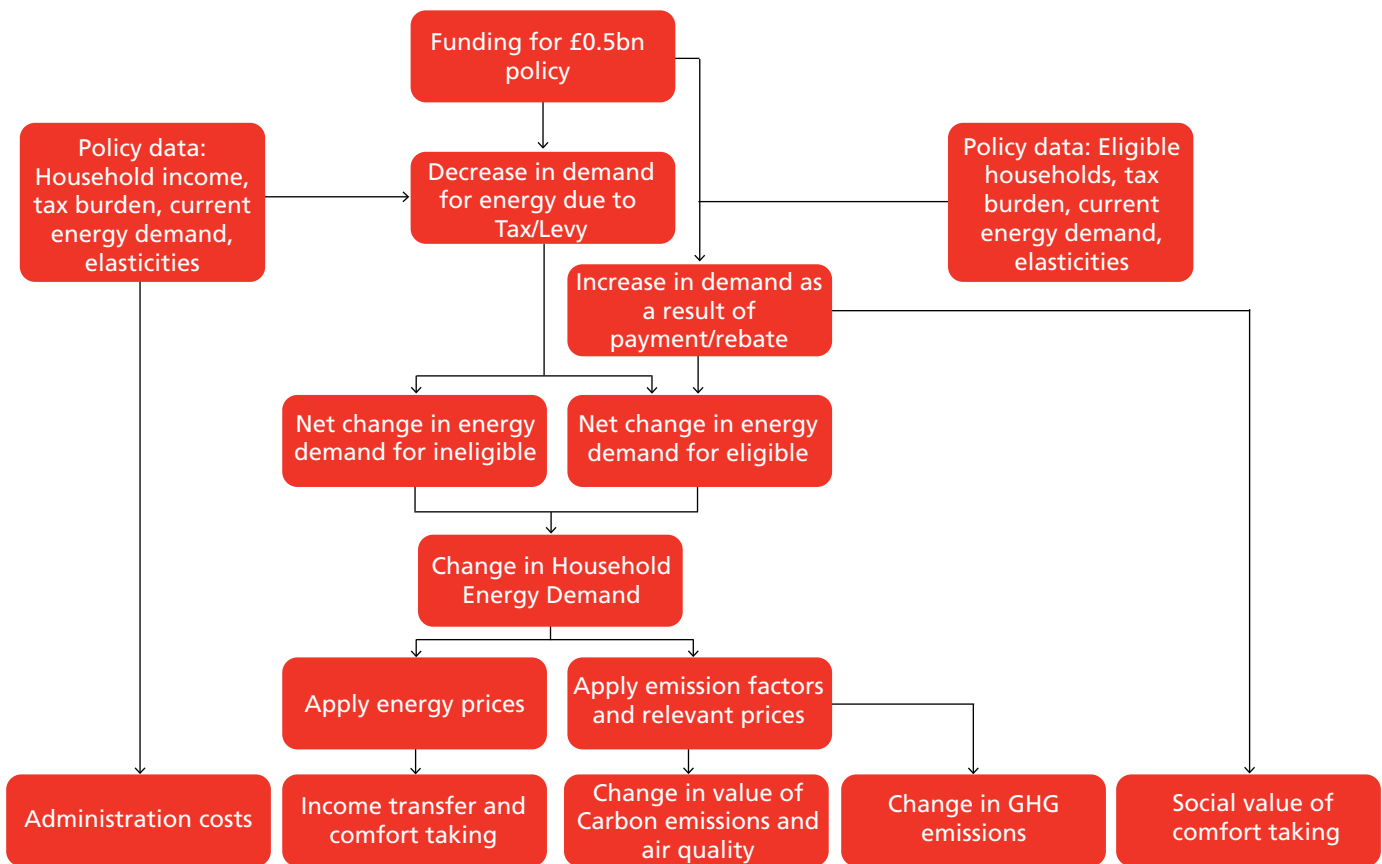 Funding for £0.5bn
policy
Policy data:
Household income,
tax burden, current
energy demand,
elasticities
Decrease in demand
for energy due to
Tax/Levy
Policy data: Eligible
households, tax
burden, current
energy demand,
elasticities
Increase in demand as
a result of
payment/rebate
Net change in energy
demand for ineligible
Net change in energy
demand for eligible
Change in Household
Energy Demand
Apply energy prices
Apply emission factors
and relevant prices
Administration costs
Income transfer and
comfort taking
Change in value of
Carbon emissions and
air quality
Change in GHG
emissions
Social value of
comfort taking